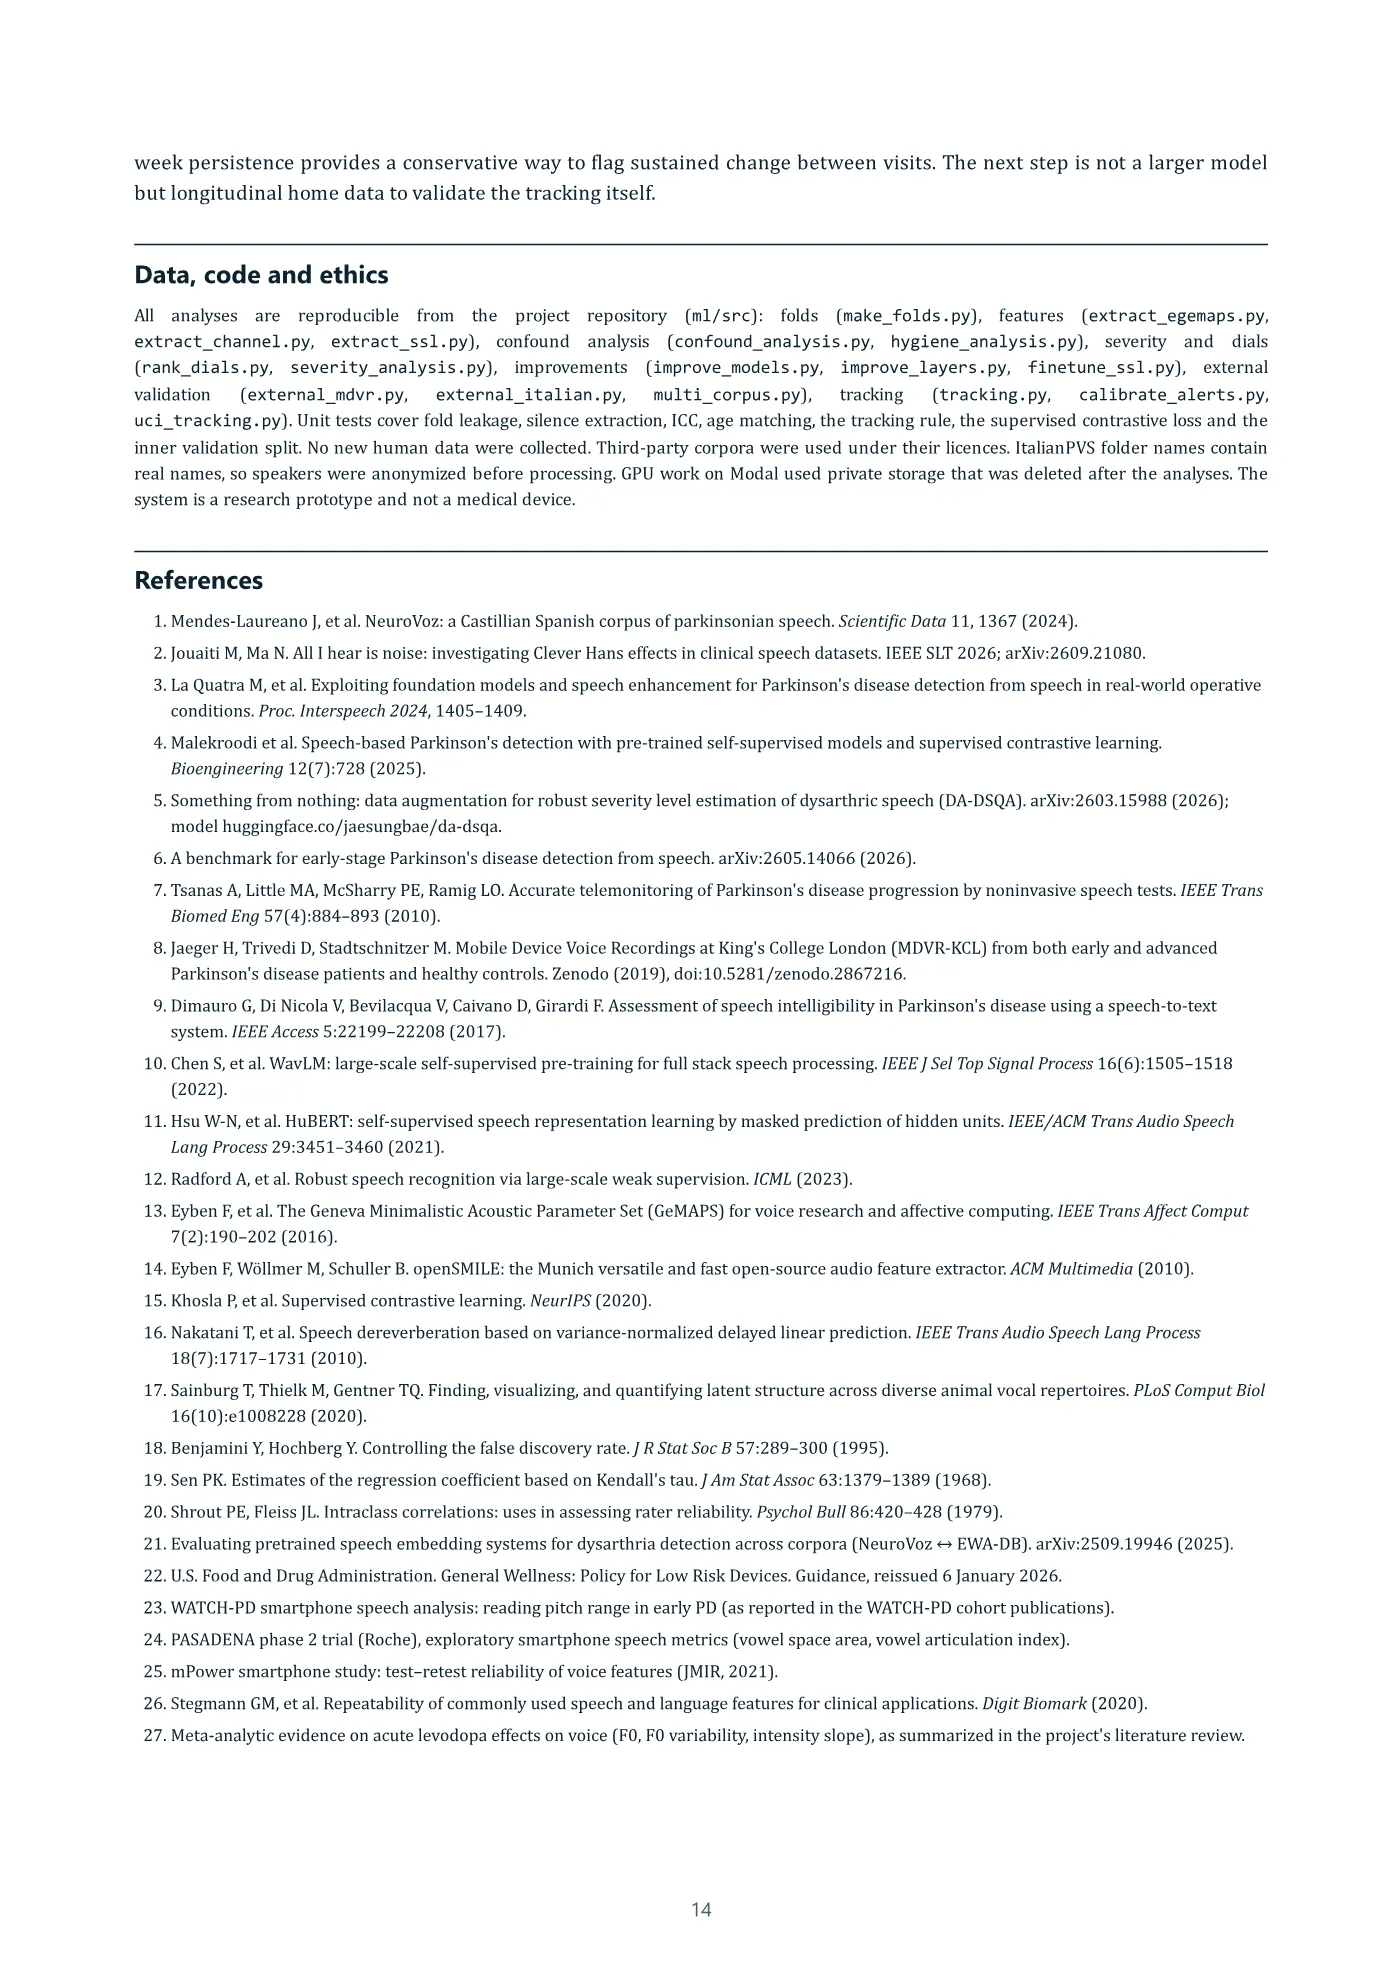 week persistence provides a conservative way to flag sustained change between visits. The next step is not a larger model
but longitudinal home data to validate the tracking itself.
Data, code and ethics
All analyses are reproducible from the project repository (ml/src): folds (make_folds.py), features (extract_egemaps.py,
extract_channel.py, extract_ssl.py), confound analysis (confound_analysis.py, hygiene_analysis.py), severity and dials
(rank_dials.py, severity_analysis.py), improvements (improve_models.py, improve_layers.py, finetune_ssl.py), external
validation (external_mdvr.py, external_italian.py, multi_corpus.py), tracking (tracking.py, calibrate_alerts.py,
uci_tracking.py). Unit tests cover fold leakage, silence extraction, ICC, age matching, the tracking rule, the supervised contrastive loss and the
inner validation split. No new human data were collected. Third-party corpora were used under their licences. ItalianPVS folder names contain
real names, so speakers were anonymized before processing. GPU work on Modal used private storage that was deleted after the analyses. The
system is a research prototype and not a medical device.
References
1. Mendes-Laureano J, et al. NeuroVoz: a Castillian Spanish corpus of parkinsonian speech. Scientific Data 11, 1367 (2024).
2. Jouaiti M, Ma N. All I hear is noise: investigating Clever Hans effects in clinical speech datasets. IEEE SLT 2026; arXiv:2609.21080.
3. La Quatra M, et al. Exploiting foundation models and speech enhancement for Parkinson's disease detection from speech in real-world operative
conditions. Proc. Interspeech 2024, 1405–1409.
4. Malekroodi et al. Speech-based Parkinson's detection with pre-trained self-supervised models and supervised contrastive learning.
Bioengineering 12(7):728 (2025).
5. Something from nothing: data augmentation for robust severity level estimation of dysarthric speech (DA-DSQA). arXiv:2603.15988 (2026);
model huggingface.co/jaesungbae/da-dsqa.
6. A benchmark for early-stage Parkinson's disease detection from speech. arXiv:2605.14066 (2026).
7. Tsanas A, Little MA, McSharry PE, Ramig LO. Accurate telemonitoring of Parkinson's disease progression by noninvasive speech tests. IEEE Trans
Biomed Eng 57(4):884–893 (2010).
8. Jaeger H, Trivedi D, Stadtschnitzer M. Mobile Device Voice Recordings at King's College London (MDVR-KCL) from both early and advanced
Parkinson's disease patients and healthy controls. Zenodo (2019), doi:10.5281/zenodo.2867216.
9. Dimauro G, Di Nicola V, Bevilacqua V, Caivano D, Girardi F. Assessment of speech intelligibility in Parkinson's disease using a speech-to-text
system. IEEE Access 5:22199–22208 (2017).
10. Chen S, et al. WavLM: large-scale self-supervised pre-training for full stack speech processing. IEEE J Sel Top Signal Process 16(6):1505–1518
(2022).
11. Hsu W-N, et al. HuBERT: self-supervised speech representation learning by masked prediction of hidden units. IEEE/ACM Trans Audio Speech
Lang Process 29:3451–3460 (2021).
12. Radford A, et al. Robust speech recognition via large-scale weak supervision. ICML (2023).
13. Eyben F, et al. The Geneva Minimalistic Acoustic Parameter Set (GeMAPS) for voice research and affective computing. IEEE Trans Affect Comput
7(2):190–202 (2016).
14. Eyben F, Wöllmer M, Schuller B. openSMILE: the Munich versatile and fast open-source audio feature extractor. ACM Multimedia (2010).
15. Khosla P, et al. Supervised contrastive learning. NeurIPS (2020).
16. Nakatani T, et al. Speech dereverberation based on variance-normalized delayed linear prediction. IEEE Trans Audio Speech Lang Process
18(7):1717–1731 (2010).
17. Sainburg T, Thielk M, Gentner TQ. Finding, visualizing, and quantifying latent structure across diverse animal vocal repertoires. PLoS Comput Biol
16(10):e1008228 (2020).
18. Benjamini Y, Hochberg Y. Controlling the false discovery rate. J R Stat Soc B 57:289–300 (1995).
19. Sen PK. Estimates of the regression coefficient based on Kendall's tau. J Am Stat Assoc 63:1379–1389 (1968).
20. Shrout PE, Fleiss JL. Intraclass correlations: uses in assessing rater reliability. Psychol Bull 86:420–428 (1979).
21. Evaluating pretrained speech embedding systems for dysarthria detection across corpora (NeuroVoz ↔ EWA-DB). arXiv:2509.19946 (2025).
22. U.S. Food and Drug Administration. General Wellness: Policy for Low Risk Devices. Guidance, reissued 6 January 2026.
23. WATCH-PD smartphone speech analysis: reading pitch range in early PD (as reported in the WATCH-PD cohort publications).
24. PASADENA phase 2 trial (Roche), exploratory smartphone speech metrics (vowel space area, vowel articulation index).
25. mPower smartphone study: test–retest reliability of voice features (JMIR, 2021).
26. Stegmann GM, et al. Repeatability of commonly used speech and language features for clinical applications. Digit Biomark (2020).
27. Meta-analytic evidence on acute levodopa effects on voice (F0, F0 variability, intensity slope), as summarized in the project's literature review.
14